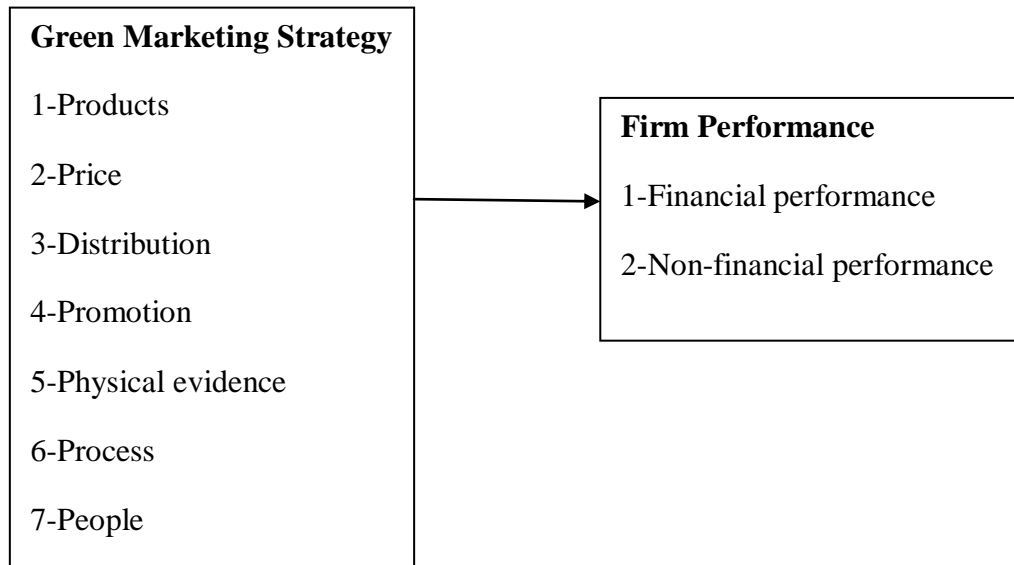 Green Marketing Strategy
1-Products
2-Price
3-Distribution
4-Promotion
5-Physical evidence
6-Process
7-People
Firm Performance
1-Financial performance
2-Non-financial performance